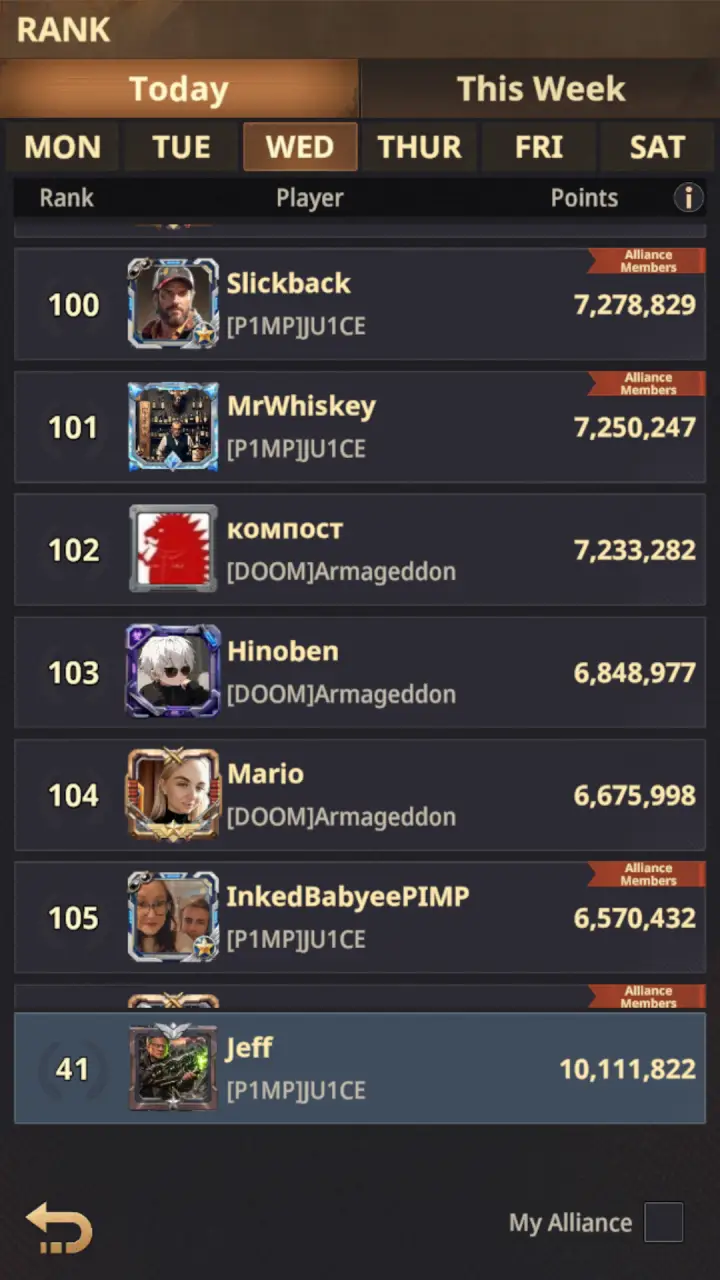 RANK
Today
This Week
MON
TUE
WED
THUR
FRI
SAT
Rank
Player
Points
i
Alliance
Members
100
Slickback
[P1MP]JU1CE
7,278,829
Alliance
Members
101
MrWhiskey
[P1MP]JU1CE
7,250,247
102
компост
[DOOM]Armageddon
7,233,282
103
Hinoben
[DOOM]Armageddon
6,848,977
104
Mario
[DOOM]Armageddon
6,675,998
Alliance
Members
105
InkedBabyeePIMP
[P1MP]JU1CE
6,570,432
Alliance
Members
41
Jeff
[P1MP]JU1CE
10,111,822
My Alliance